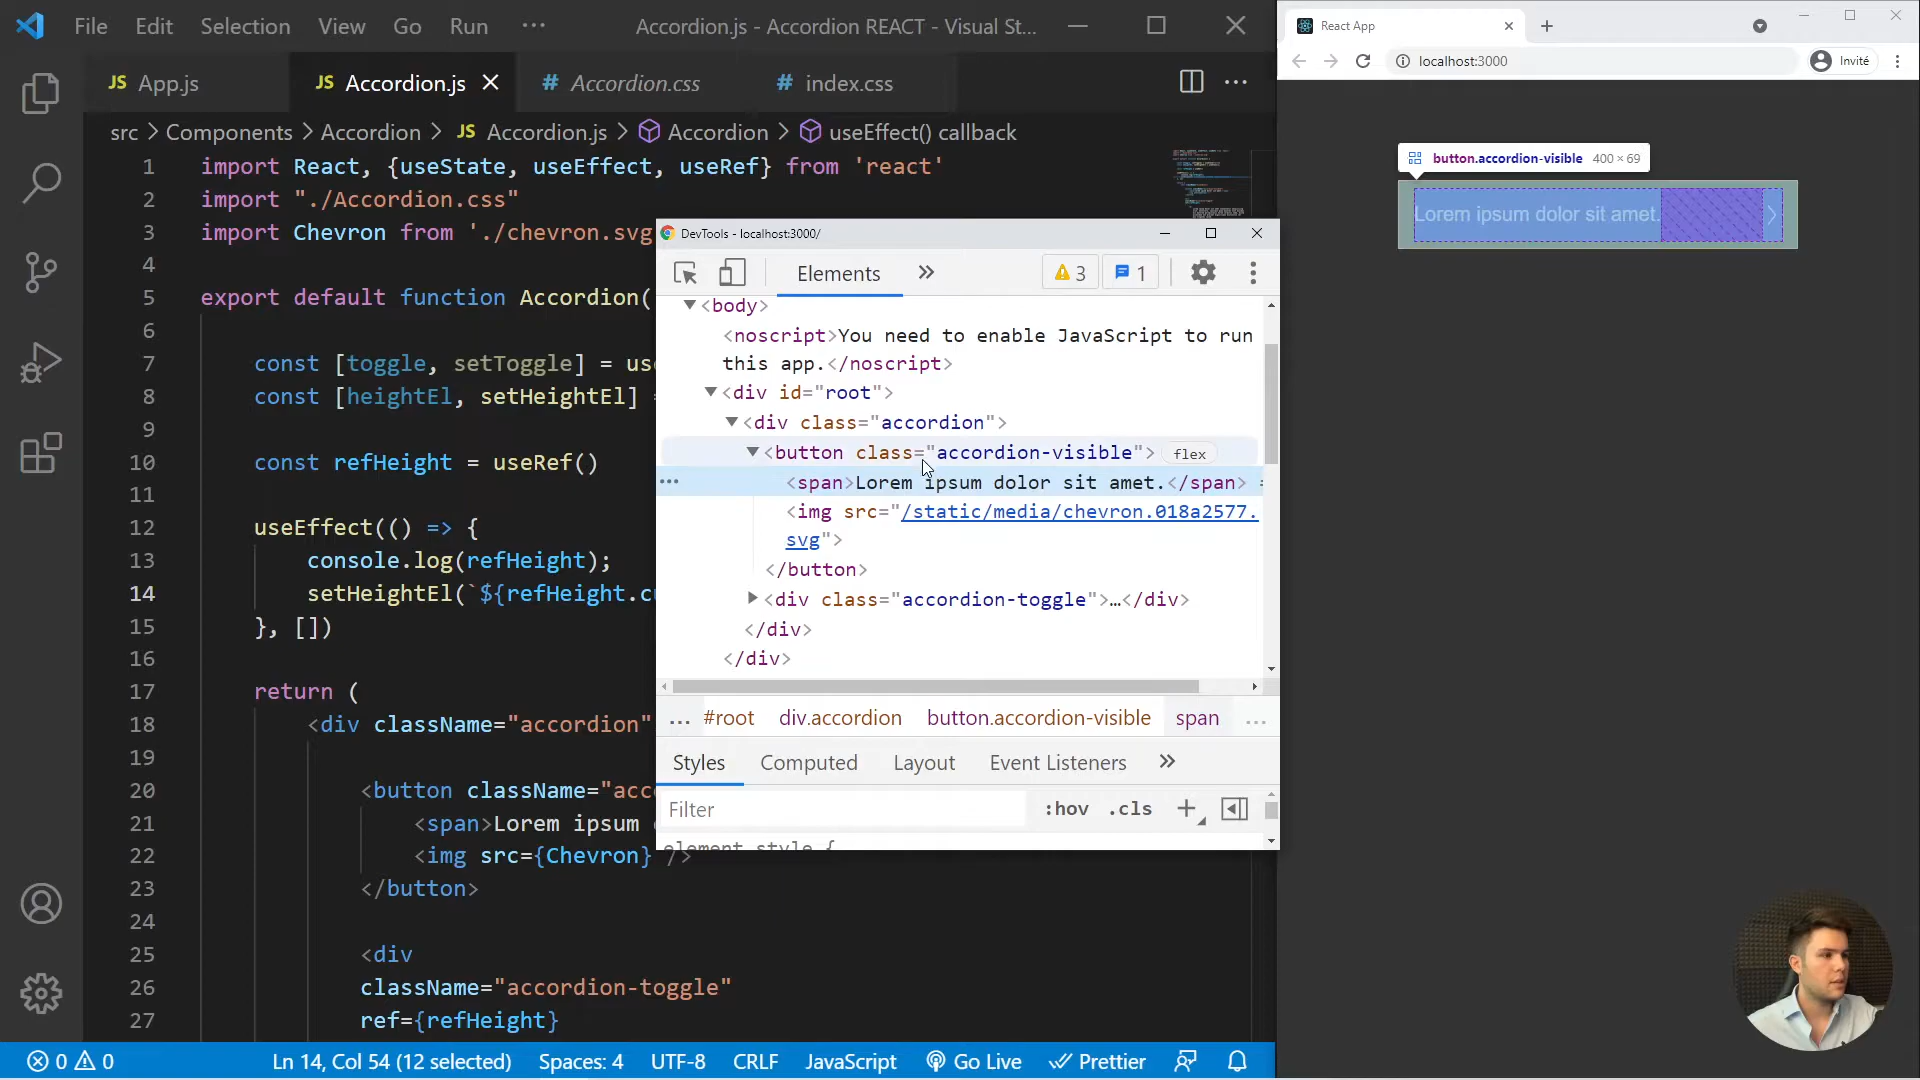 File Edit Selection View Go Run ··· Accordion.js - Accordion REACT - Visual St...
JS App.js JS Accordion.js # Accordion.css # index.css
src > Components > Accordion > JS Accordion.js > Accordion > useEffect() callback
1 import React, {useState, useEffect, useRef} from 'react'
2 import "./Accordion.css"
3 import Chevron from './chevron.svg
4
5 export default function Accordion(
6
7 const [toggle, setToggle] = us
8 const [heightEl, setHeightEl] =
9
10 const refHeight = useRef()
11
12 useEffect(() => {
13 console.log(refHeight);
14 setHeightEl(`${refHeight.cu
15 }, [])
16
17 return (
18 <div className="accordion"
19
20 <button className="acco
21 <span>Lorem ipsum
22 <img src={Chevron} />
23 </button>
24
25 <div
26 className="accordion-toggle"
27 ref={refHeight}
0 0 Ln 14, Col 54 (12 selected) Spaces: 4 UTF-8 CRLF JavaScript Go Live Prettier
DevTools - localhost:3000/
Elements » 3 1
<body>
<noscript>You need to enable JavaScript to run
this app.</noscript>
<div id="root">
<div class="accordion">
<button class="accordion-visible"> flex
··· <span>Lorem ipsum dolor sit amet.</span> =
<img src="/static/media/chevron.018a2577.
svg">
</button>
<div class="accordion-toggle">…</div>
</div>
</div>
... #root div.accordion button.accordion-visible span ...
Styles Computed Layout Event Listeners »
Filter :hov .cls +
element.style {
React App
localhost:3000 Invité
button.accordion-visible 400 × 69
Lorem ipsum dolor sit amet.